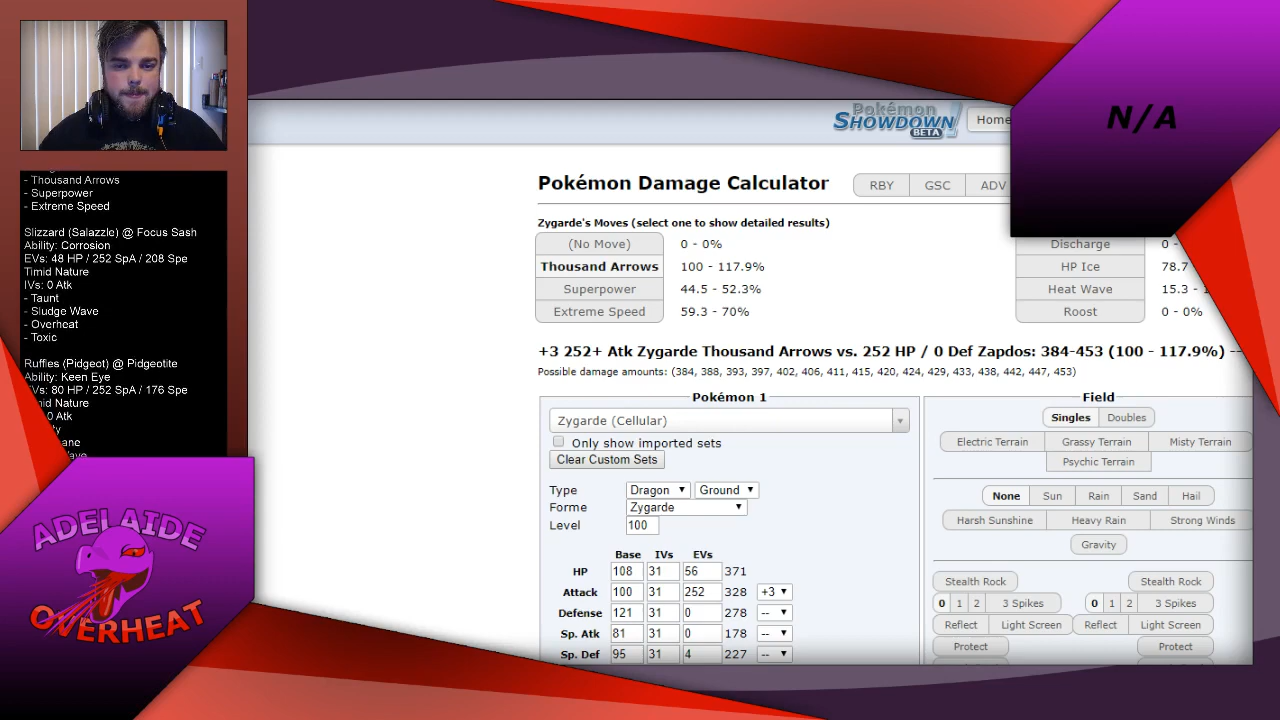 - Thousand Arrows
- Superpower
- Extreme Speed
Slizzard (Salazzle) @ Focus Sash
Ability: Corrosion
EVs: 48 HP / 252 SpA / 208 Spe
Timid Nature
IVs: 0 Atk
- Taunt
- Sludge Wave
- Overheat
- Toxic
Ruffles (Pidgeot) @ Pidgeotite
Ability: Keen Eye
EVs: 80 HP / 252 SpA / 176 Spe
mid Nature
0 Atk
ADELAIDE
OVERHEAT
Pokémon
SHOWDOWN!
BETA
Home
N/A
Pokémon Damage Calculator
RBY GSC ADV
Zygarde's Moves (select one to show detailed results)
(No Move) 0 - 0%
Thousand Arrows 100 - 117.9%
Superpower 44.5 - 52.3%
Extreme Speed 59.3 - 70%
Discharge 0 -
HP Ice 78.7
Heat Wave 15.3 -
Roost 0 - 0%
+3 252+ Atk Zygarde Thousand Arrows vs. 252 HP / 0 Def Zapdos: 384-453 (100 - 117.9%) --
Possible damage amounts: (384, 388, 393, 397, 402, 406, 411, 415, 420, 424, 429, 433, 438, 442, 447, 453)
Pokémon 1
Zygarde (Cellular)
Only show imported sets
Clear Custom Sets
Type Dragon Ground
Forme Zygarde
Level 100
Base IVs EVs
HP 108 31 56 371
Attack 100 31 252 328 +3
Defense 121 31 0 278 --
Sp. Atk 81 31 0 178 --
Sp. Def 95 31 4 227 --
Field
Singles Doubles
Electric Terrain Grassy Terrain Misty Terrain
Psychic Terrain
None Sun Rain Sand Hail
Harsh Sunshine Heavy Rain Strong Winds
Gravity
Stealth Rock Stealth Rock
0 1 2 3 Spikes 0 1 2 3 Spikes
Reflect Light Screen Reflect Light Screen
Protect Protect